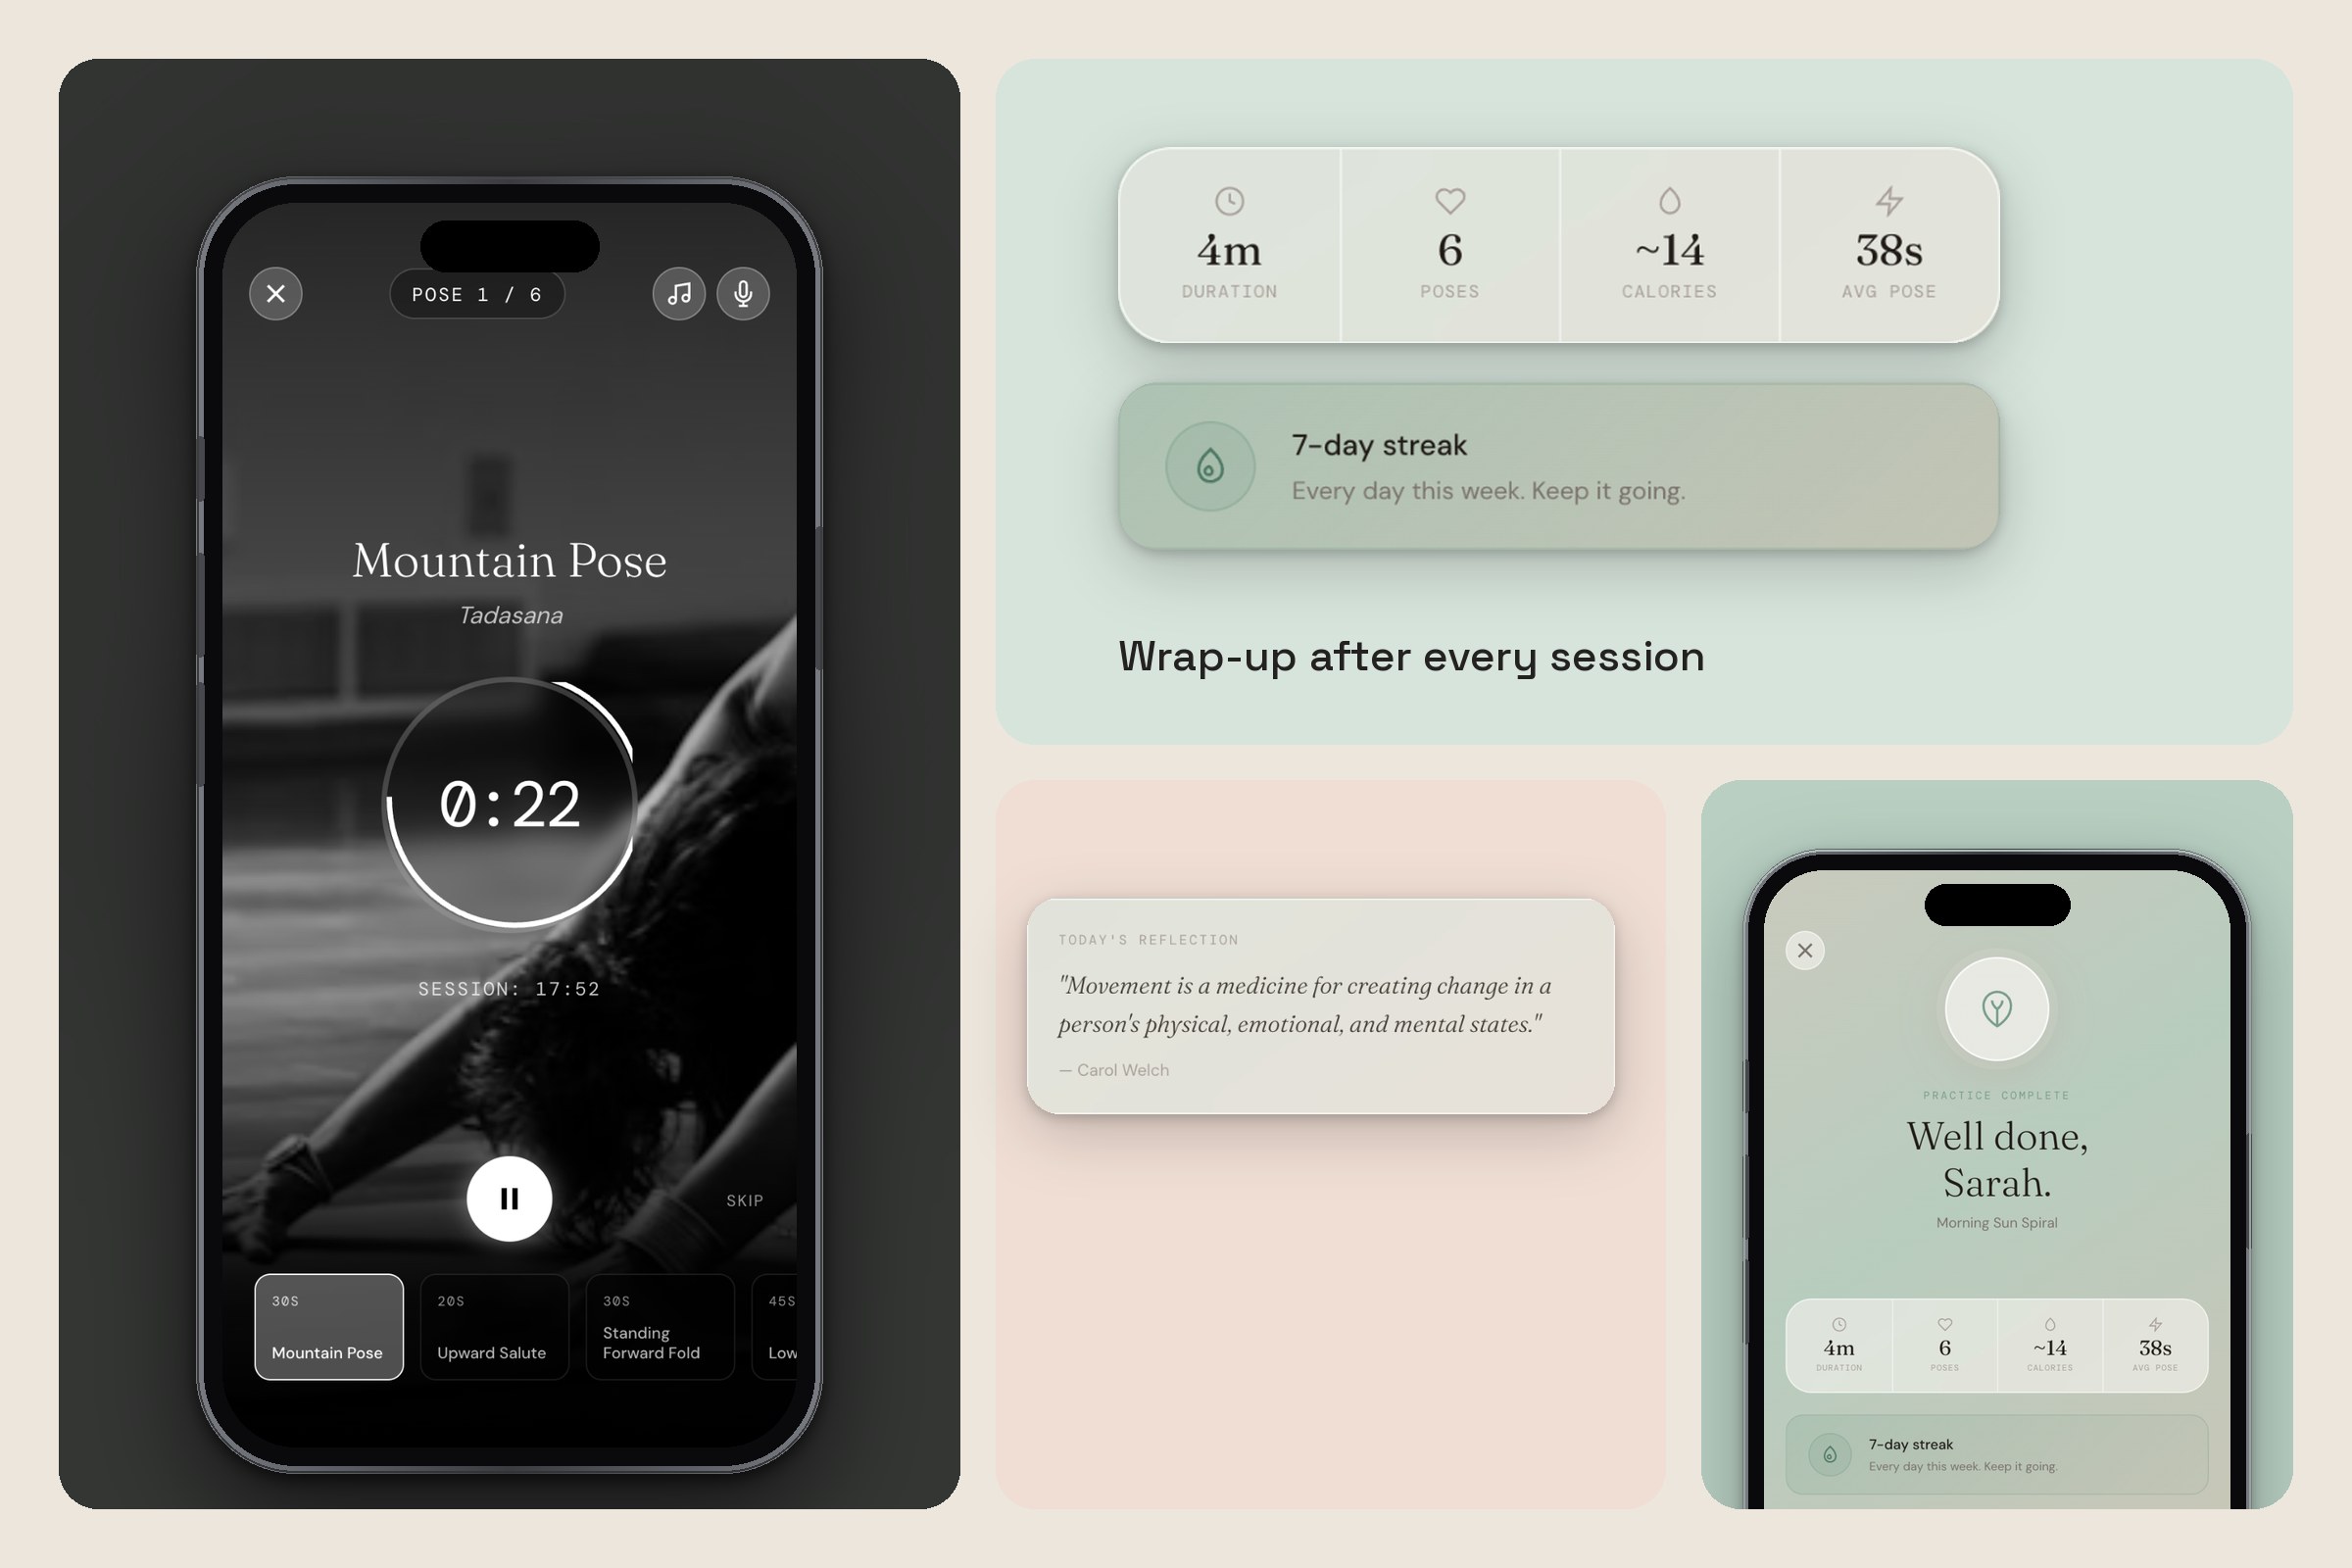 POSE 1 / 6
Mountain Pose
Tadasana
0:22
SESSION: 17:52
SKIP
30S
Mountain Pose
20S
Upward Salute
30S
Standing
Forward Fold
45S
Low
4m
DURATION
6
POSES
~14
CALORIES
38s
AVG POSE
7-day streak
Every day this week. Keep it going.
Wrap-up after every session
TODAY'S REFLECTION
"Movement is a medicine for creating change in a
person's physical, emotional, and mental states."
— Carol Welch
PRACTICE COMPLETE
Well done,
Sarah.
Morning Sun Spiral
4m
DURATION
6
POSES
~14
CALORIES
38s
AVG POSE
7-day streak
Every day this week. Keep it going.